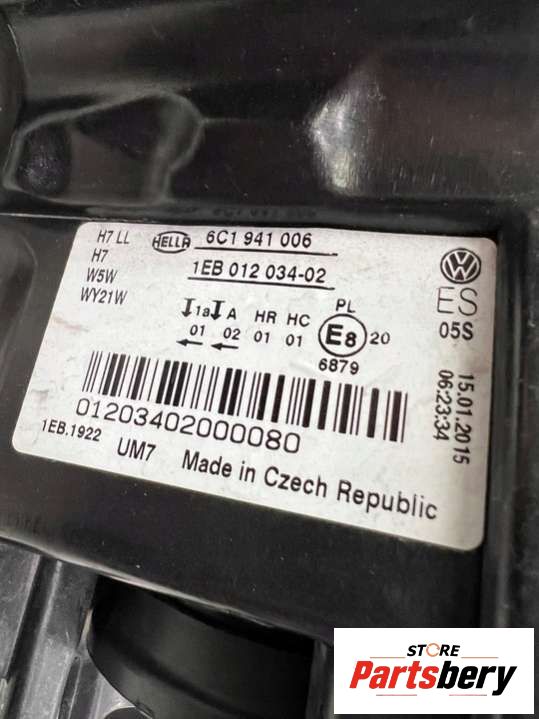 H7 LL
H7
W5W
WY21W
HELLA 6C1 941 006
1EB 012 034-02
1a A HR HC PL
01 02 01 01 E8 20
6879
VW
ES
05S
15.01.2015
06:23:34
01203402000080
1EB.1922 UM7 Made in Czech Republic
STORE
Partsbery